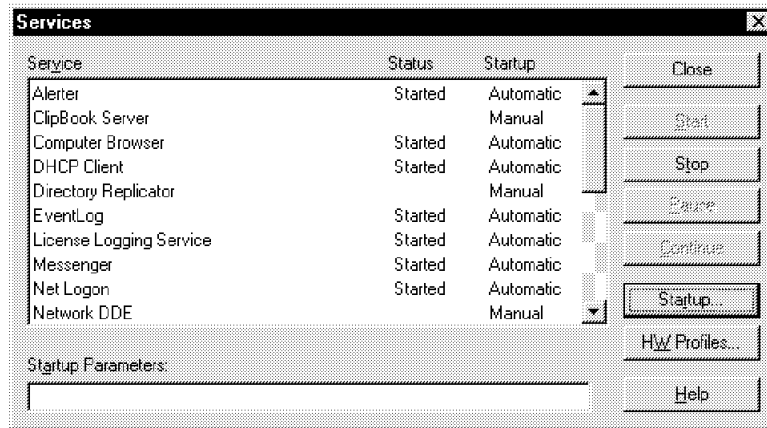 Services
Service Status Startup
Alerter Started Automatic
ClipBook Server Manual
Computer Browser Started Automatic
DHCP Client Started Automatic
Directory Replicator Manual
EventLog Started Automatic
License Logging Service Started Automatic
Messenger Started Automatic
Net Logon Started Automatic
Network DDE Manual
Startup Parameters:
Close
Start
Stop
Pause
Continue
Startup...
HW Profiles...
Help